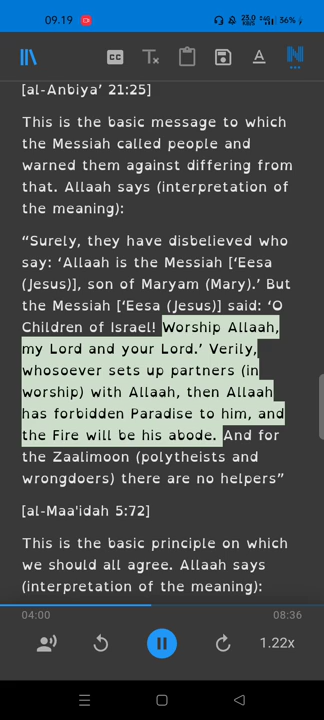 09.19
25.0
KB/S
36%
CC
[al-Anbiya’ 21:25]
This is the basic message to which
the Messiah called people and
warned them against differing from
that. Allaah says (interpretation of
the meaning):
“Surely, they have disbelieved who
say: ‘Allaah is the Messiah [‘Eesa
(Jesus)], son of Maryam (Mary).’ But
the Messiah [‘Eesa (Jesus)] said: ‘O
Children of Israel! Worship Allaah,
my Lord and your Lord.’ Verily,
whosoever sets up partners (in
worship) with Allaah, then Allaah
has forbidden Paradise to him, and
the Fire will be his abode. And for
the Zaalimoon (polytheists and
wrongdoers) there are no helpers”
[al-Maa'idah 5:72]
This is the basic principle on which
we should all agree. Allaah says
(interpretation of the meaning):
04:00 08:36
1.22x